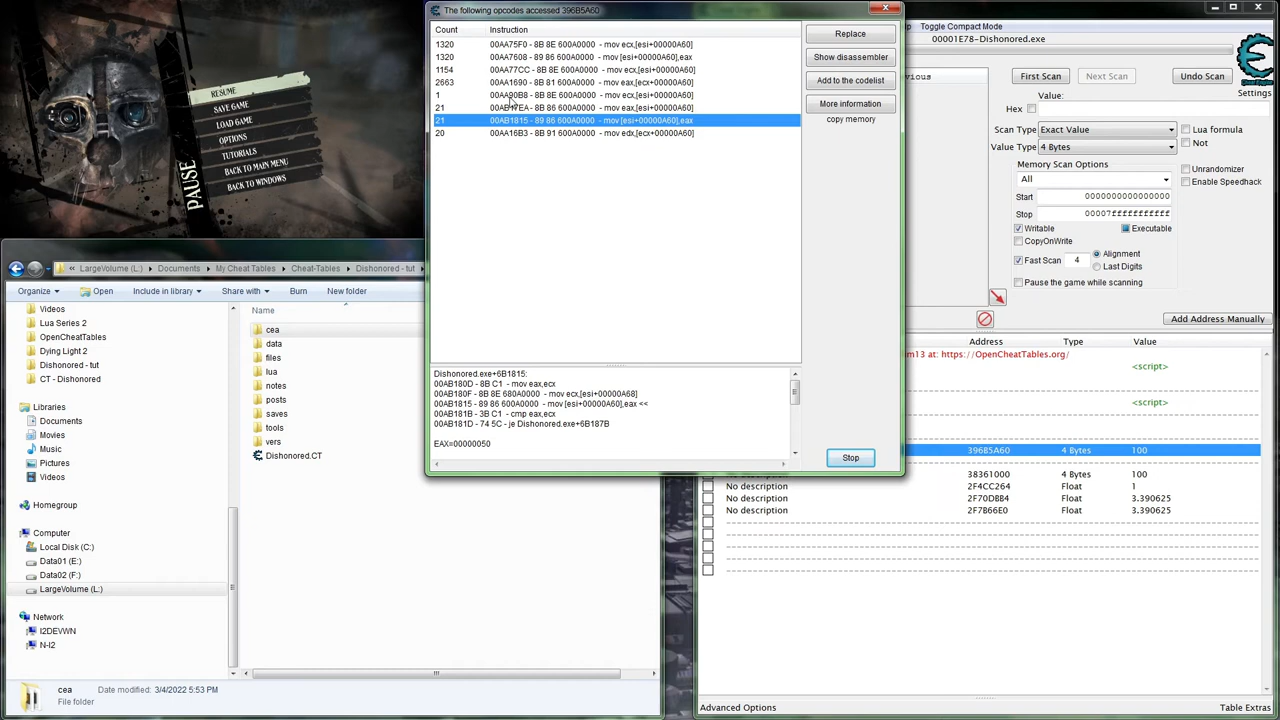 The following opcodes accessed 396B5A60
Count Instruction
1320 00AA75F0 - 8B 8E 600A0000 - mov ecx,[esi+00000A60]
1320 00AA7608 - 89 86 600A0000 - mov [esi+00000A60],eax
1154 00AA77CC - 8B 8E 600A0000 - mov ecx,[esi+00000A60]
2663 00AA1690 - 8B 81 600A0000 - mov eax,[ecx+00000A60]
1 00AA90B8 - 8B 8E 600A0000 - mov ecx,[esi+00000A60]
21 - 8B 86 600A0000 - mov eax,[esi+00000A60]
21 00AB1815 - 89 86 600A0000 - mov [esi+00000A60],eax
20 00AA16B3 - 8B 91 600A0000 - mov edx,[ecx+00000A60]
Replace
Show disassembler
Add to the codelist
More information
copy memory
Dishonored.exe+6B1815:
00AB180D - 8B C1 - mov eax,ecx
00AB180F - 8B 8E 680A0000 - mov ecx,[esi+00000A68]
00AB1815 - 89 86 600A0000 - mov [esi+00000A60],eax <<
00AB181B - 3B C1 - cmp eax,ecx
00AB181D - 74 5C - je Dishonored.exe+6B187B
EAX=00000050
Stop
PAUSE
RESUME
SAVE GAME
LOAD GAME
OPTIONS
TUTORIALS
BACK TO MAIN MENU
BACK TO WINDOWS
« LargeVolume (L:) Documents My Cheat Tables Cheat-Tables Dishonored - tut
Organize Open Include in library Share with Burn New folder
Videos
Lua Series 2
OpenCheatTables
Dying Light 2
Dishonored - tut
CT - Dishonored
Libraries
Documents
Movies
Music
Pictures
Videos
Homegroup
Computer
Local Disk (C:)
Data01 (E:)
Data02 (F:)
LargeVolume (L:)
Network
I2DEVWN
N-I2
Name
cea
data
files
lua
notes
posts
saves
tools
vers
Dishonored.CT
cea Date modified: 3/4/2022 5:53 PM
File folder
Toggle Compact Mode
00001E78-Dishonored.exe
First Scan Next Scan Undo Scan
Settings
Value:
Hex
Scan Type Exact Value
Value Type 4 Bytes
Lua formula
Not
Memory Scan Options
All
Start 0000000000000000
Stop 00007fffffffffff
Writable Executable
CopyOnWrite
Fast Scan 4 Alignment
Last Digits
Pause the game while scanning
Unrandomizer
Enable Speedhack
Add Address Manually
Address Type Value
at: https://OpenCheatTables.org/
<script>
<script>
396B5A60 4 Bytes 100
38361000 4 Bytes 100
No description 2F4CC264 Float 1
No description 2F70DBB4 Float 3.390625
No description 2F7B66E0 Float 3.390625
Advanced Options Table Extras